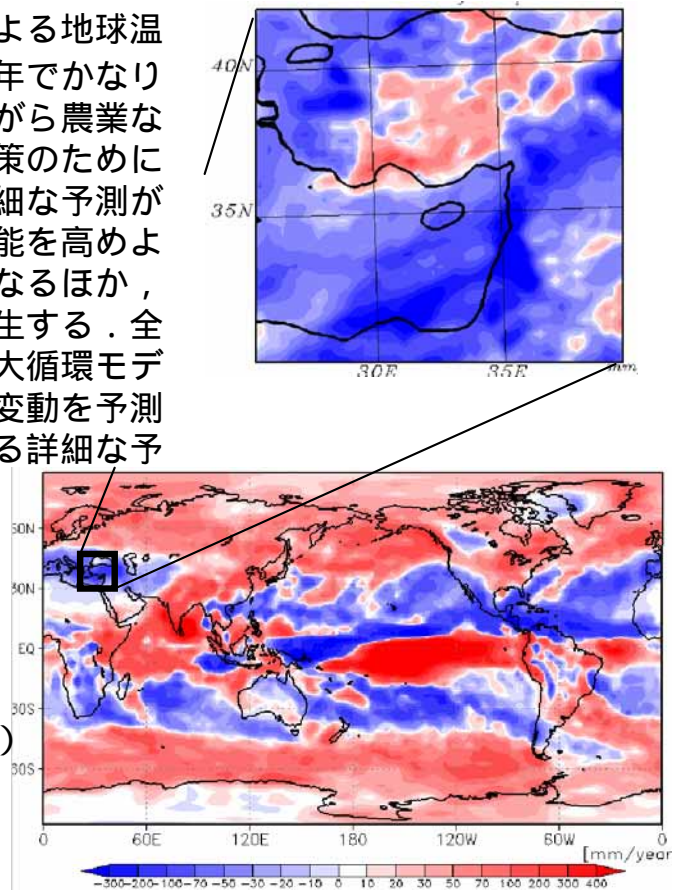 よる地球温
年でかなり
がら農業な
策のために
細な予測が
能を高めよ
なるほか，
生する．全
大循環モデ
変動を予測
る詳細な予
)
40N
35N
30E
35E
mm
60N
30N
EQ
30S
60S
0
60E
120E
180
120W
60W
0
[mm/year
-300-200-100-70 -50 -30 -20 -10 0 10 20 30 50 70 100 200 300 400